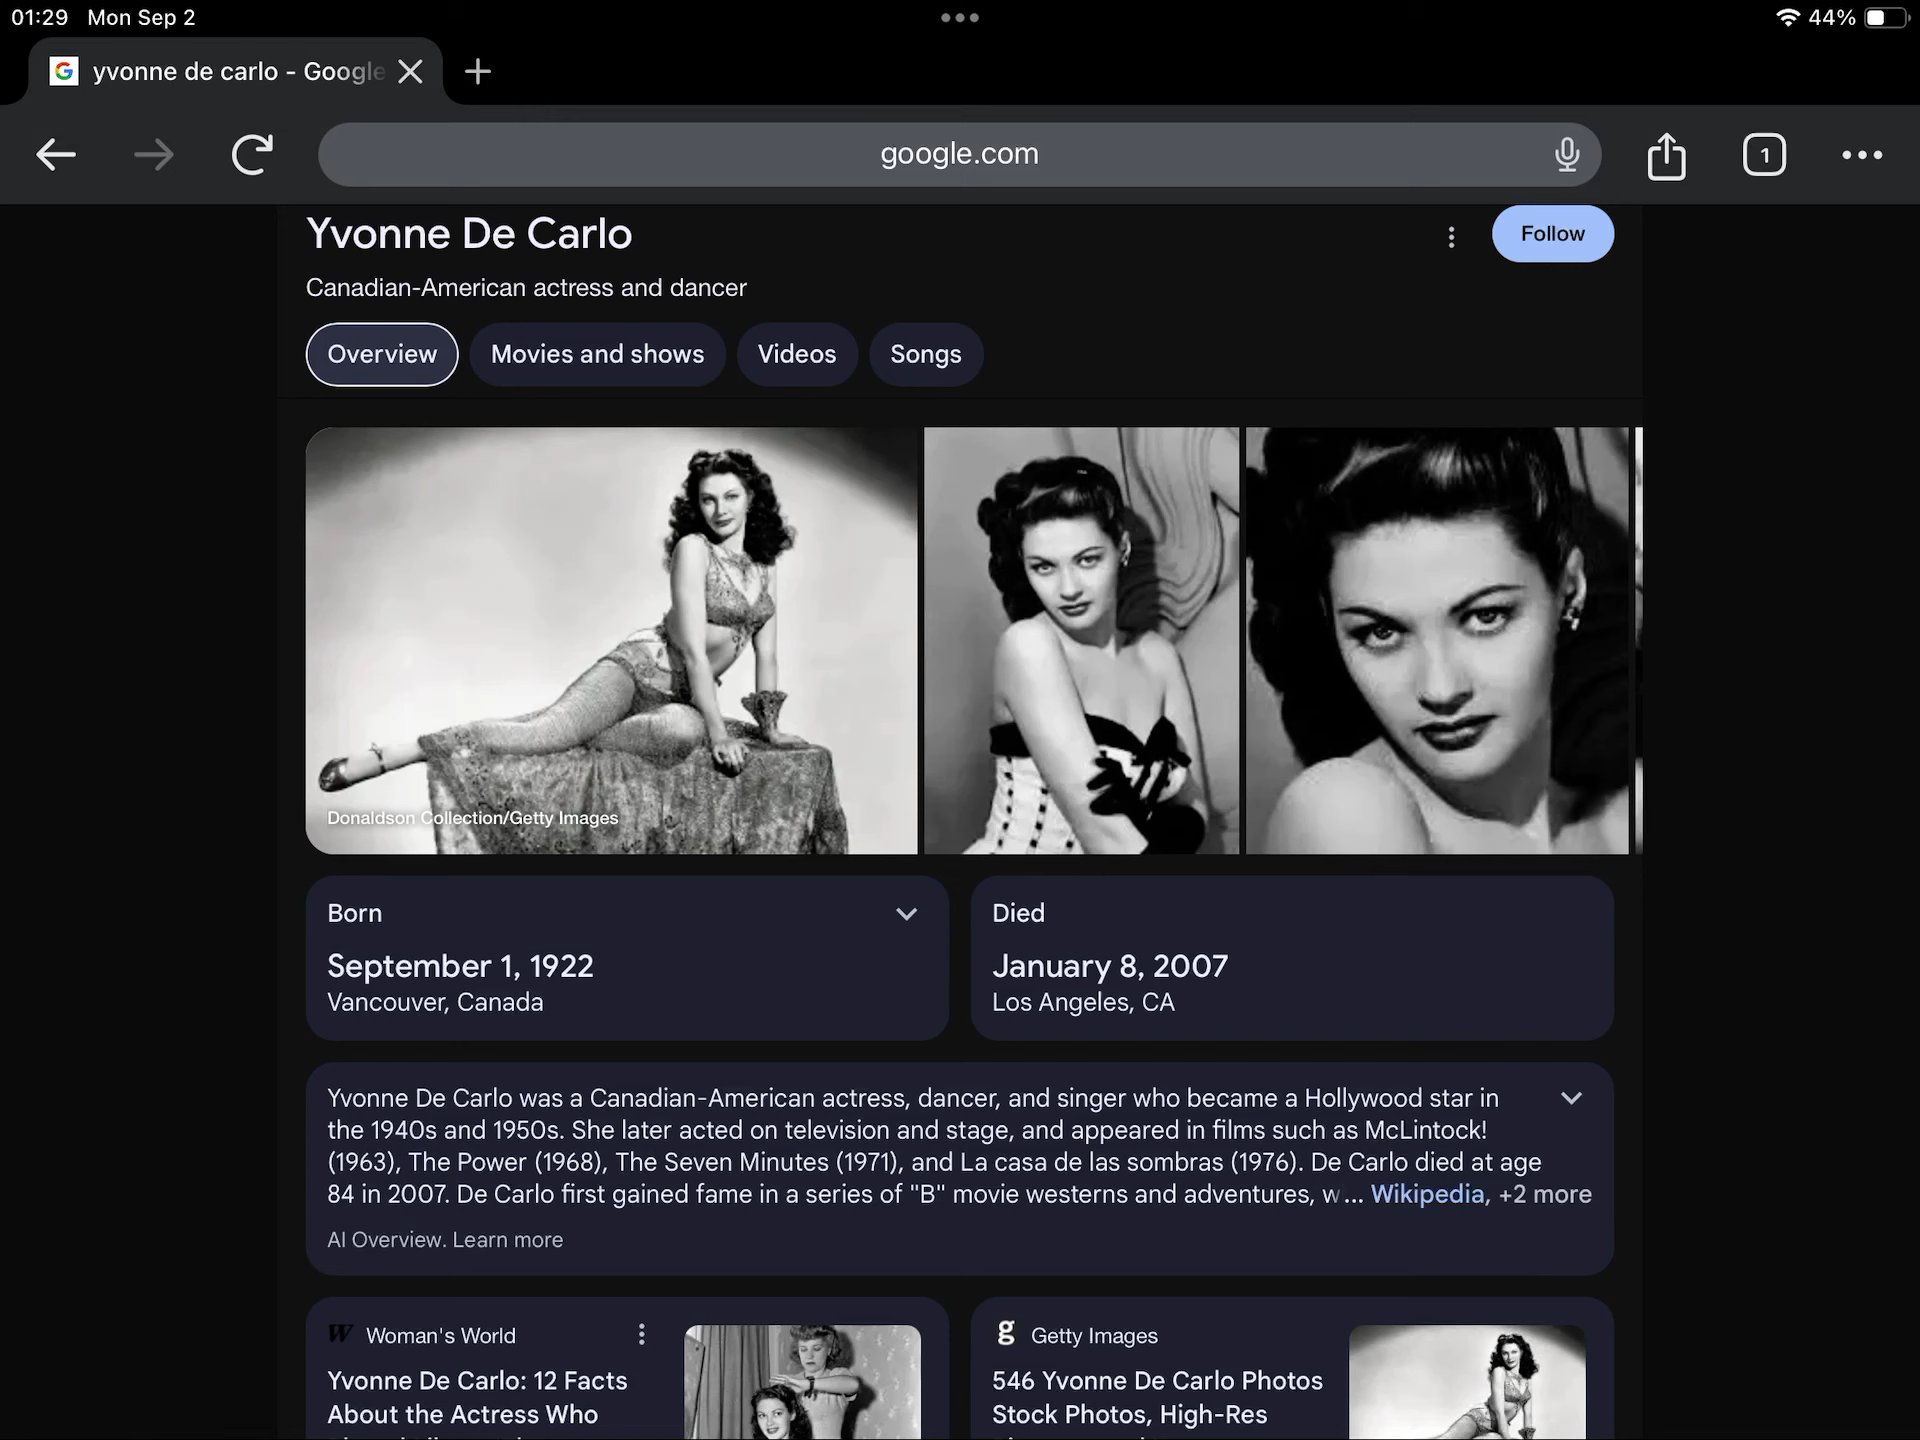 01:29 Mon Sep 2
44%
yvonne de carlo - Google
google.com
1
Yvonne De Carlo
Follow
Canadian-American actress and dancer
Overview
Movies and shows
Videos
Songs
Donaldson Collection/Getty Images
Born
September 1, 1922
Vancouver, Canada
Died
January 8, 2007
Los Angeles, CA
Yvonne De Carlo was a Canadian-American actress, dancer, and singer who became a Hollywood star in
the 1940s and 1950s. She later acted on television and stage, and appeared in films such as McLintock!
(1963), The Power (1968), The Seven Minutes (1971), and La casa de las sombras (1976). De Carlo died at age
84 in 2007. De Carlo first gained fame in a series of "B" movie westerns and adventures, w... Wikipedia, +2 more
AI Overview. Learn more
W Woman's World
Yvonne De Carlo: 12 Facts
About the Actress Who
g Getty Images
546 Yvonne De Carlo Photos
Stock Photos, High-Res